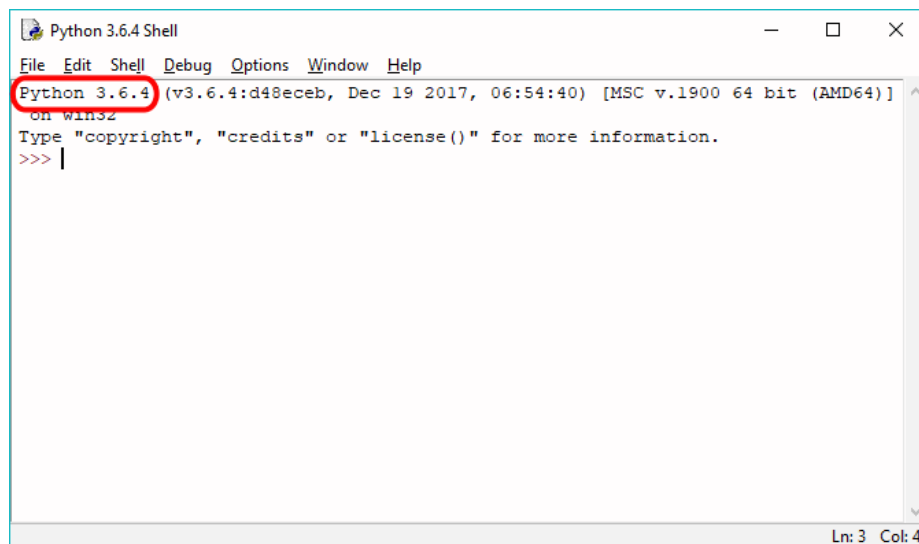 Python 3.6.4 Shell
File Edit Shell Debug Options Window Help
Python 3.6.4 (v3.6.4:d48eceb, Dec 19 2017, 06:54:40) [MSC v.1900 64 bit (AMD64)]
on win32
Type "copyright", "credits" or "license()" for more information.
>>>
Ln: 3 Col: 4